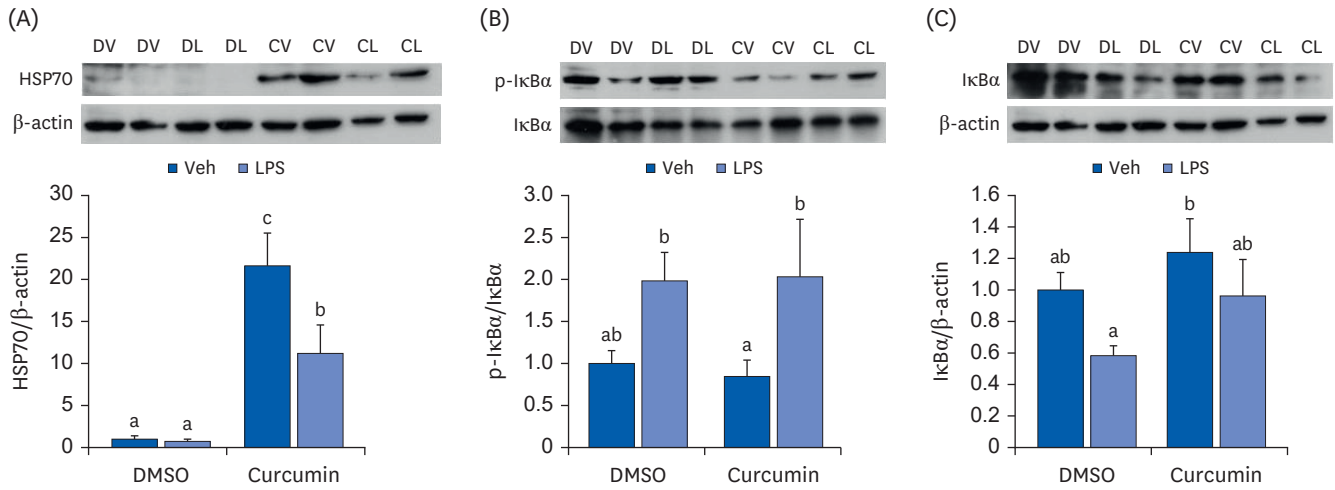 (A)
DV DV DL DL CV CV CL CL
HSP70
β-actin
Veh LPS
HSP70/β-actin
30
25
20
15
10
5
0
a
a
c
b
DMSO Curcumin
(B)
DV DV DL DL CV CV CL CL
p-IκBα
IκBα
Veh LPS
p-IκBα/IκBα
3.0
2.5
2.0
1.5
1.0
0.5
0
ab
b
a
b
DMSO Curcumin
(C)
DV DV DL DL CV CV CL CL
IκBα
β-actin
Veh LPS
IκBα/β-actin
1.6
1.4
1.2
1.0
0.8
0.6
0.4
0.2
0
ab
a
b
ab
DMSO Curcumin